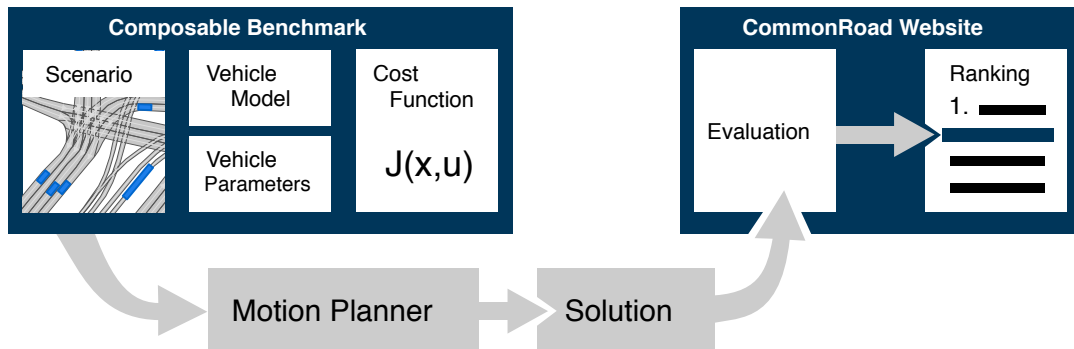 Composable Benchmark
Scenario
Vehicle
Model
Vehicle
Parameters
Cost
Function
J(x,u)
CommonRoad Website
Evaluation
Ranking
1.
Motion Planner
Solution